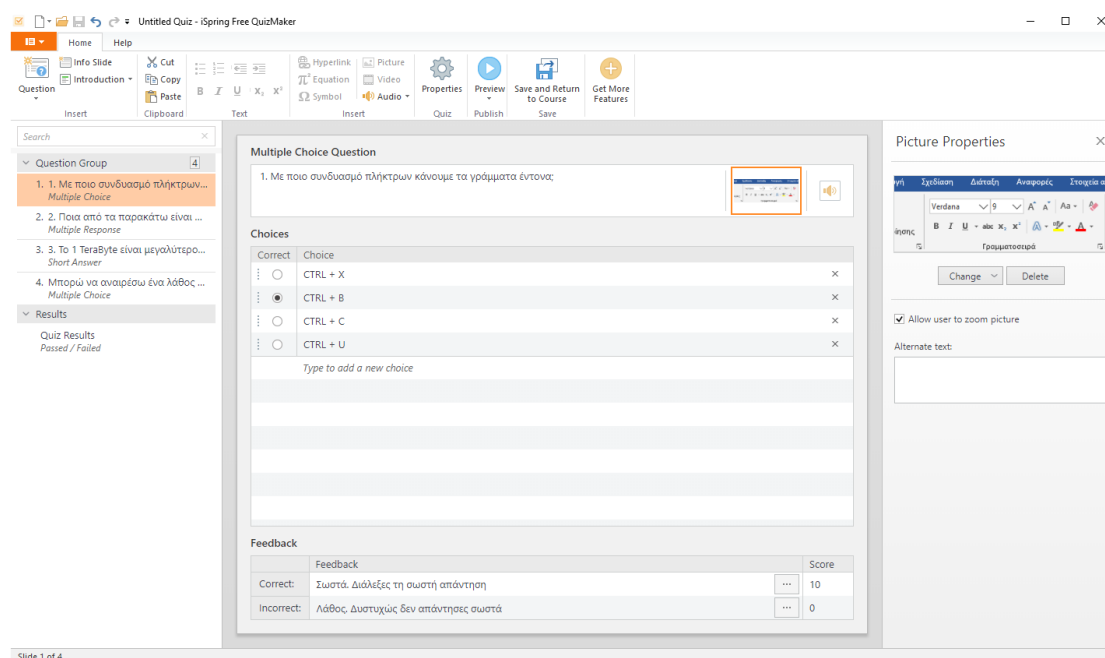 Untitled Quiz - iSpring Free QuizMaker
Home Help
Question
Info Slide
Introduction
Insert
Cut
Copy
Paste
Clipboard
B I U X₂ X²
Text
Hyperlink
Equation
Symbol
Picture
Video
Audio
Insert
Properties
Quiz
Preview
Publish
Save and Return
to Course
Save
Get More
Features
Search
Question Group 4
1. 1. Με ποιο συνδυασμό πλήκτρων...
Multiple Choice
2. 2. Ποια από τα παρακάτω είναι ...
Multiple Response
3. 3. Το 1 TeraByte είναι μεγαλύτερο...
Short Answer
4. Μπορώ να αναιρέσω ένα λάθος ...
Multiple Choice
Results
Quiz Results
Passed / Failed
Multiple Choice Question
1. Με ποιο συνδυασμό πλήκτρων κάνουμε τα γράμματα έντονα;
Choices
Correct Choice
CTRL + X
CTRL + B
CTRL + C
CTRL + U
Type to add a new choice
Feedback
Feedback Score
Correct: Σωστά. Διάλεξες τη σωστή απάντηση ... 10
Incorrect: Λάθος. Δυστυχώς δεν απάντησες σωστά ... 0
Picture Properties
Σχεδίαση Διάταξη Αναφορές Στοιχεία
Verdana 9 A A Aa
B I U abc X₂ X² A A
Γραμματοσειρά
Change Delete
Allow user to zoom picture
Alternate text:
Slide 1 of 4